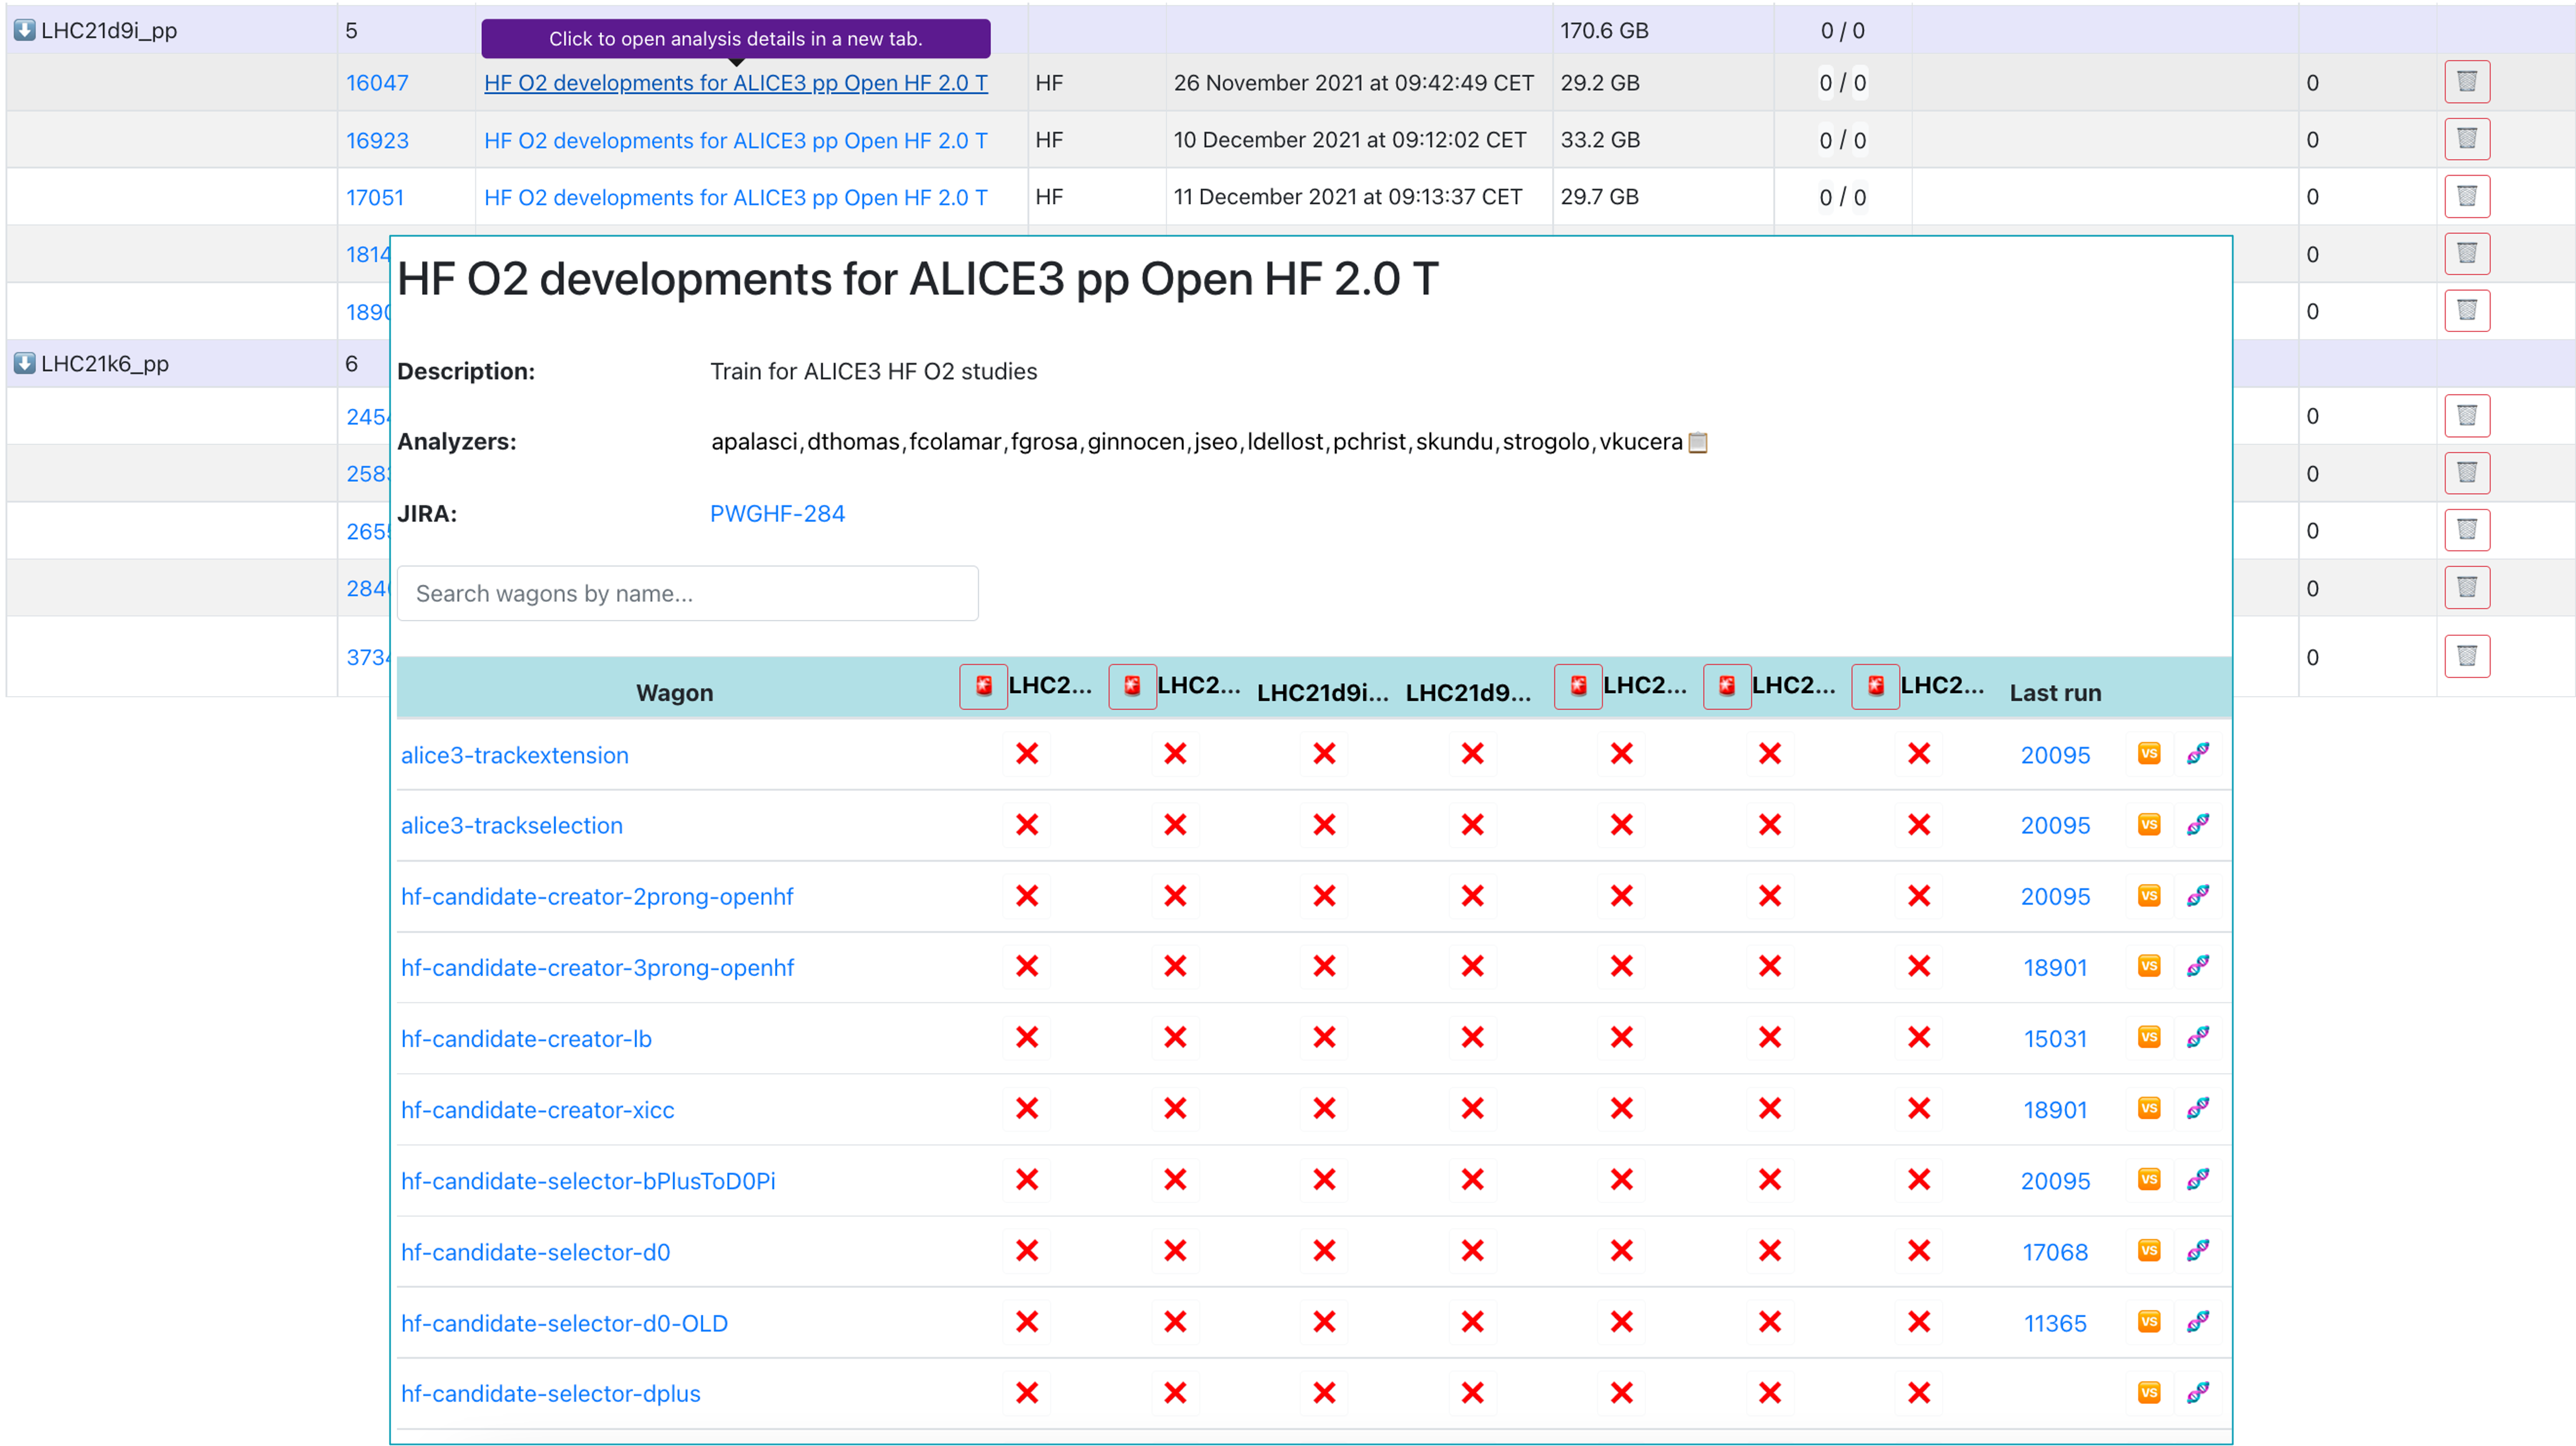 LHC21d9i_pp 5 Click to open analysis details in a new tab. 170.6 GB 0 / 0
16047 HF O2 developments for ALICE3 pp Open HF 2.0 T HF 26 November 2021 at 09:42:49 CET 29.2 GB 0 / 0 0
16923 HF O2 developments for ALICE3 pp Open HF 2.0 T HF 10 December 2021 at 09:12:02 CET 33.2 GB 0 / 0 0
17051 HF O2 developments for ALICE3 pp Open HF 2.0 T HF 11 December 2021 at 09:13:37 CET 29.7 GB 0 / 0 0
1814 0
1890 0
LHC21k6_pp 6
245 0
258 0
265 0
284 0
373 0
HF O2 developments for ALICE3 pp Open HF 2.0 T
Description: Train for ALICE3 HF O2 studies
Analyzers: apalasci,dthomas,fcolamar,fgrosa,ginnocen,jseo,ldellost,pchrist,skundu,strogolo,vkucera
JIRA: PWGHF-284
Search wagons by name...
Wagon LHC2... LHC2... LHC21d9i... LHC21d9... LHC2... LHC2... LHC2... Last run
alice3-trackextension 20095 VS
alice3-trackselection 20095 VS
hf-candidate-creator-2prong-openhf 20095 VS
hf-candidate-creator-3prong-openhf 18901 VS
hf-candidate-creator-lb 15031 VS
hf-candidate-creator-xicc 18901 VS
hf-candidate-selector-bPlusToD0Pi 20095 VS
hf-candidate-selector-d0 17068 VS
hf-candidate-selector-d0-OLD 11365 VS
hf-candidate-selector-dplus VS